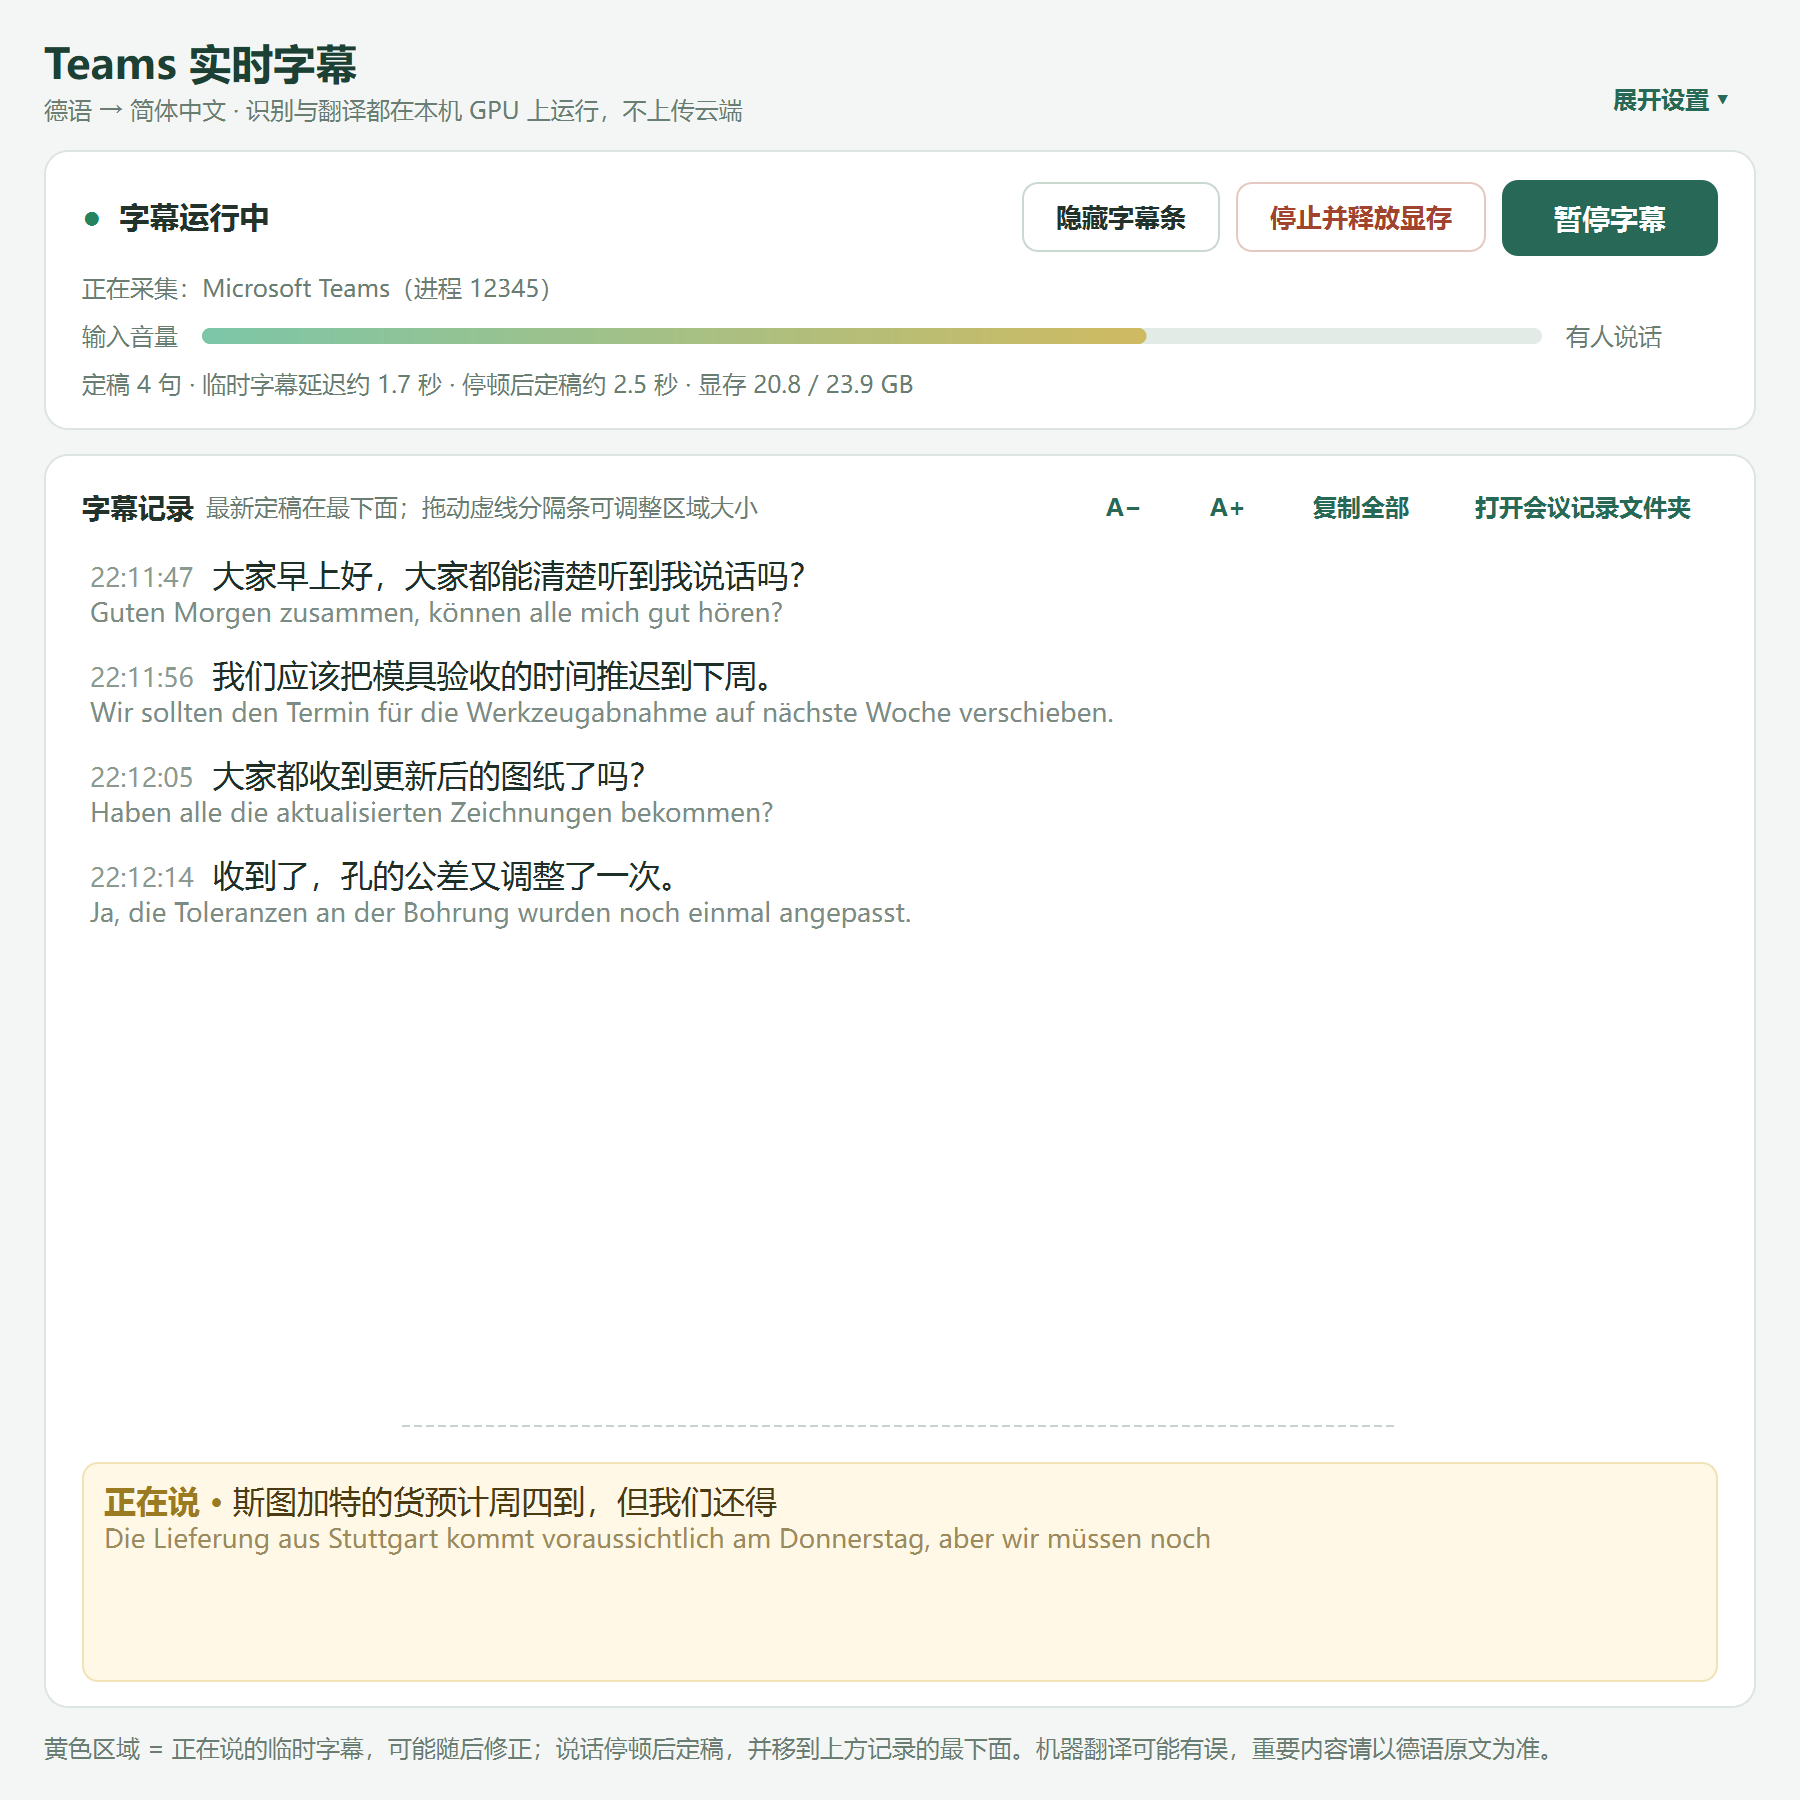 Teams 实时字幕
德语 → 简体中文 · 识别与翻译都在本机 GPU 上运行，不上传云端
展开设置 ▾
字幕运行中
隐藏字幕条
停止并释放显存
暂停字幕
正在采集：Microsoft Teams（进程 12345）
输入音量
有人说话
定稿 4 句 · 临时字幕延迟约 1.7 秒 · 停顿后定稿约 2.5 秒 · 显存 20.8 / 23.9 GB
字幕记录 最新定稿在最下面；拖动虚线分隔条可调整区域大小
A−
A+
复制全部
打开会议记录文件夹
22:11:47 大家早上好，大家都能清楚听到我说话吗？
Guten Morgen zusammen, können alle mich gut hören?
22:11:56 我们应该把模具验收的时间推迟到下周。
Wir sollten den Termin für die Werkzeugabnahme auf nächste Woche verschieben.
22:12:05 大家都收到更新后的图纸了吗？
Haben alle die aktualisierten Zeichnungen bekommen?
22:12:14 收到了，孔的公差又调整了一次。
Ja, die Toleranzen an der Bohrung wurden noch einmal angepasst.
正在说 • 斯图加特的货预计周四到，但我们还得
Die Lieferung aus Stuttgart kommt voraussichtlich am Donnerstag, aber wir müssen noch
黄色区域 = 正在说的临时字幕，可能随后修正；说话停顿后定稿，并移到上方记录的最下面。机器翻译可能有误，重要内容请以德语原文为准。